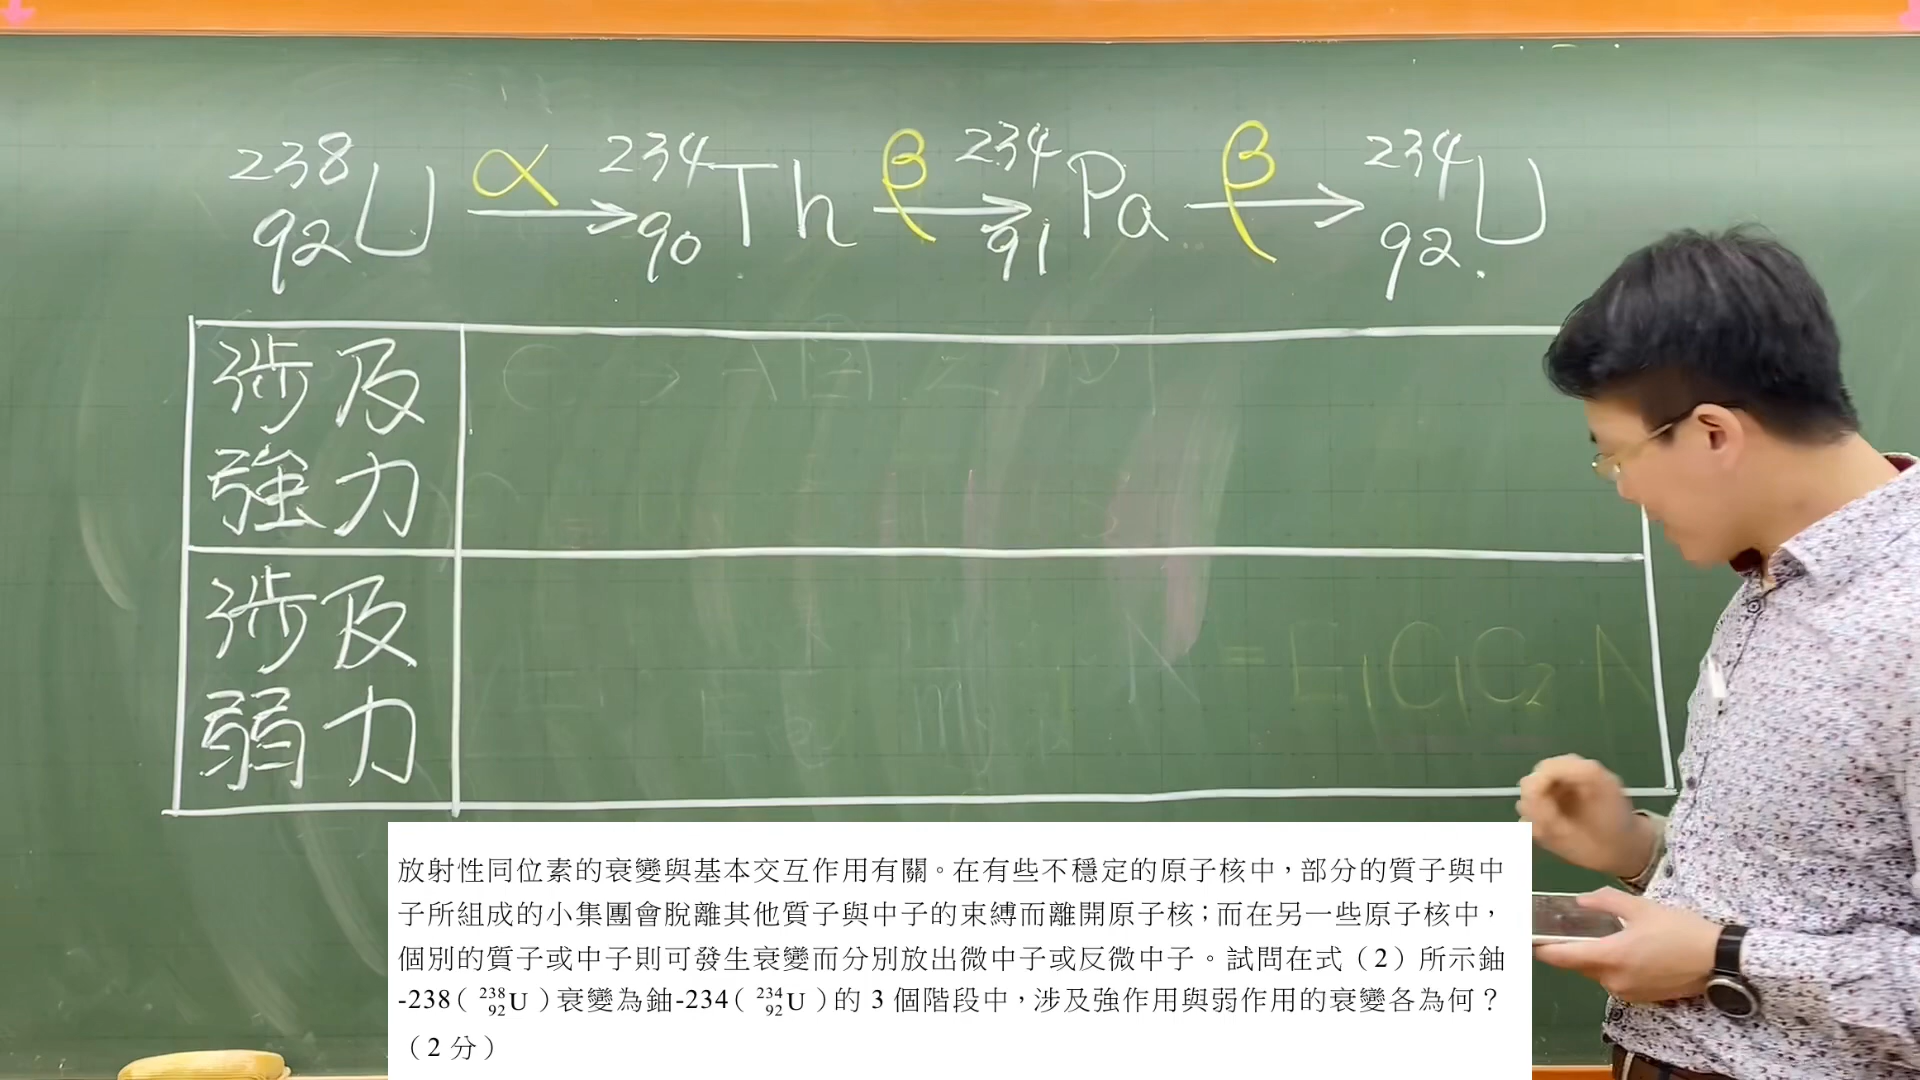 ²³⁸₉₂U α→ ²³⁴₉₀Th β→ ²³⁴₉₁Pa β→ ²³⁴₉₂U
涉及
強力
涉及
弱力
N = E₁C₁C₂ A
放射性同位素的衰變與基本交互作用有關。在有些不穩定的原子核中，部分的質子與中
子所組成的小集團會脫離其他質子與中子的束縛而離開原子核；而在另一些原子核中，
個別的質子或中子則可發生衰變而分別放出微中子或反微中子。試問在式（2）所示鈾
-238（ ²³⁸₉₂U ）衰變為鈾-234（ ²³⁴₉₂U ）的 3 個階段中，涉及強作用與弱作用的衰變各為何？
（2 分）